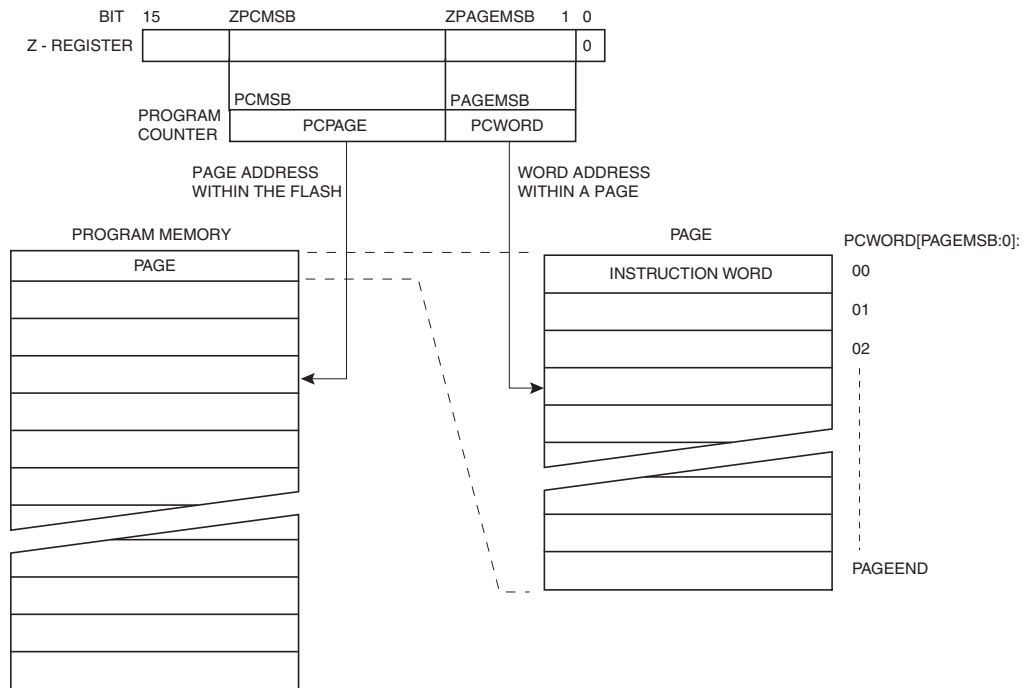 BIT 15 ZPCMSB ZPAGEMSB 1 0
Z - REGISTER 0
PCMSB PAGEMSB
PROGRAM
COUNTER
PCPAGE PCWORD
PAGE ADDRESS
WITHIN THE FLASH
WORD ADDRESS
WITHIN A PAGE
PROGRAM MEMORY
PAGE
PAGE
PCWORD[PAGEMSB:0]:
INSTRUCTION WORD
00
01
02
PAGEEND